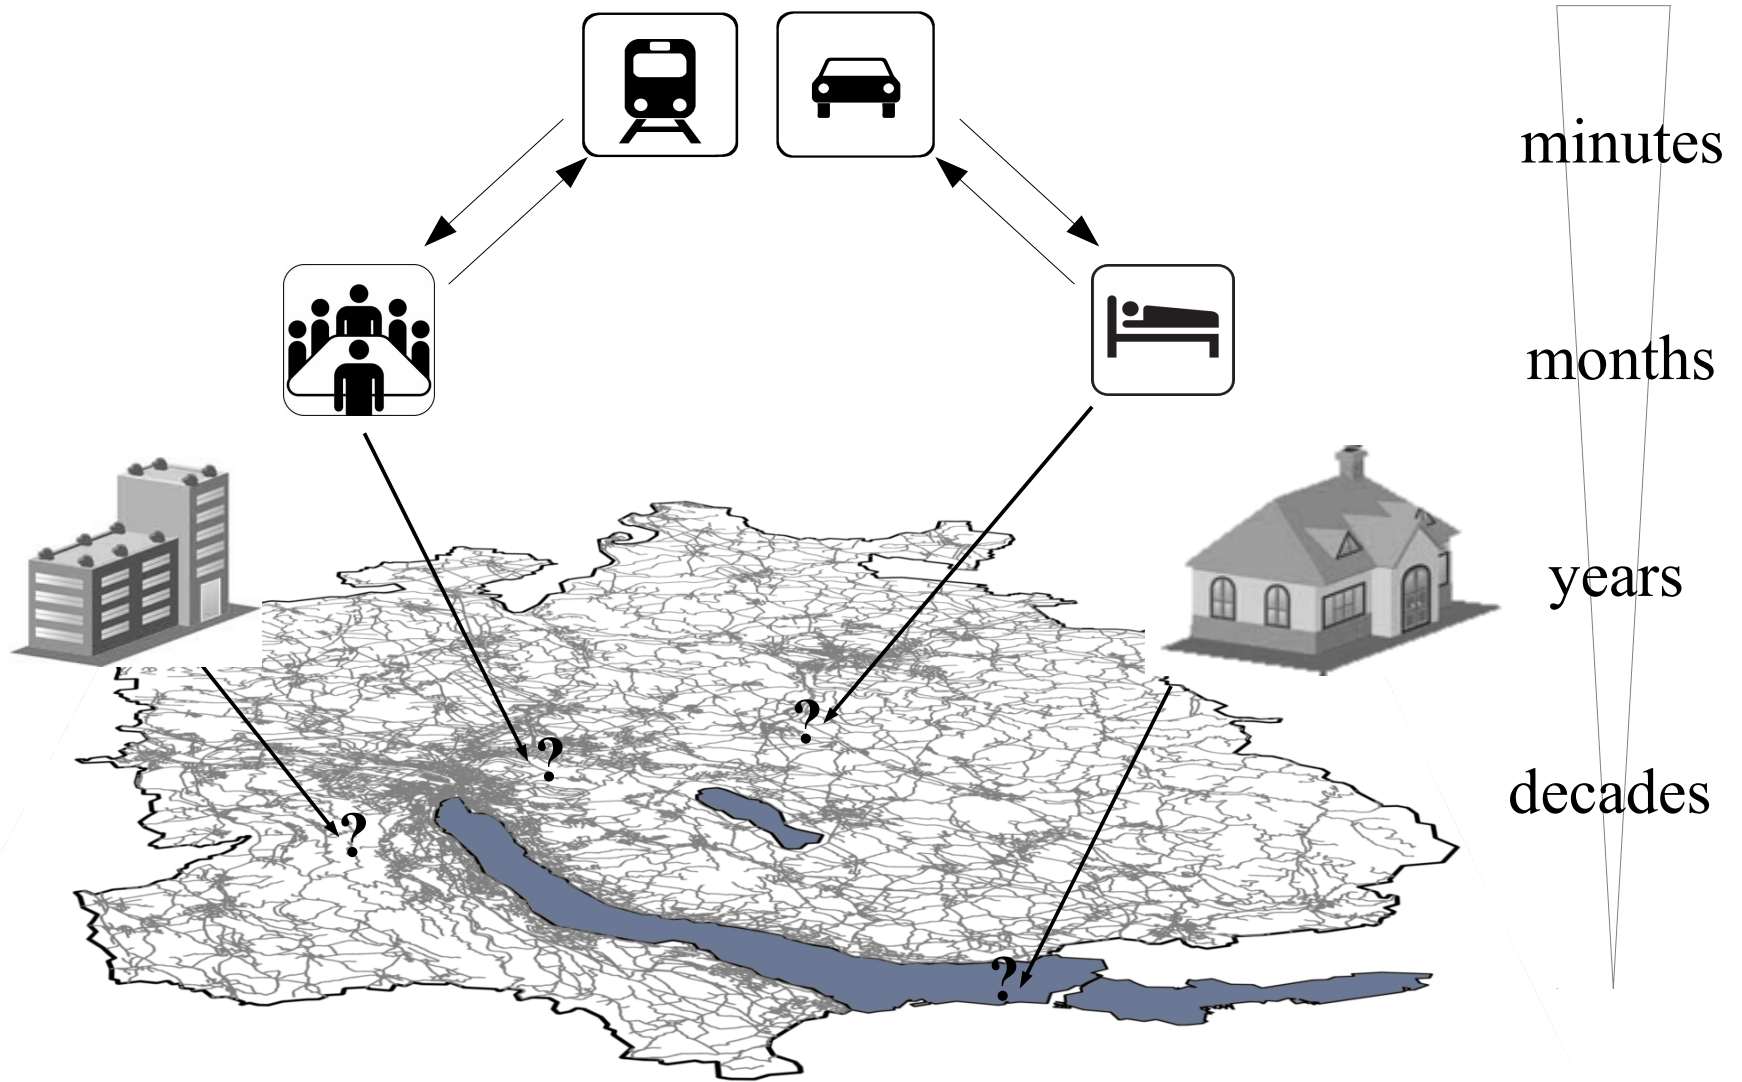 minutes
months
years
decades
?
?
?
?